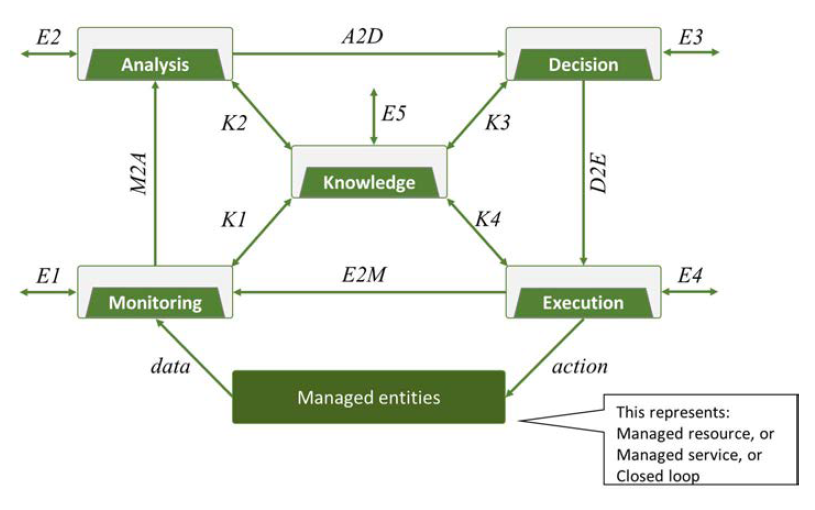 E2
A2D
E3
Analysis
Decision
E5
K2
K3
M2A
D2E
Knowledge
K1
K4
E1
E2M
E4
Monitoring
Execution
data
action
Managed entities
This represents:
Managed resource, or
Managed service, or
Closed loop